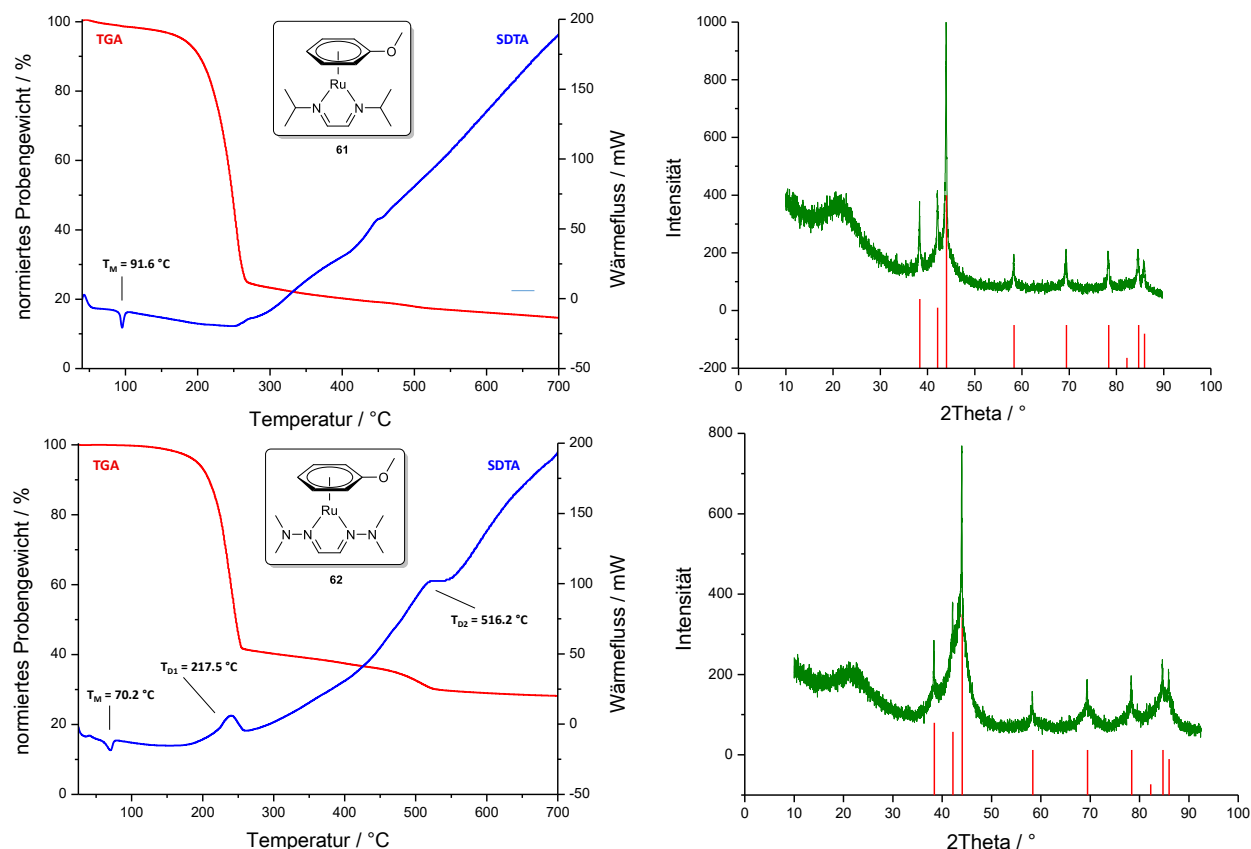 TGA
SDTA
O
Ru
N
N
61
T_M = 91.6 °C
normiertes Probengewicht / %
0
20
40
60
80
100
100
200
300
400
500
600
700
Temperatur / °C
-50
0
50
100
150
200
Wärmefluss / mW
Intensität
-200
0
200
400
600
800
1000
0
10
20
30
40
50
60
70
80
90
100
2Theta / °
TGA
SDTA
O
Ru
N
N
N
N
62
T_M = 70.2 °C
T_D1 = 217.5 °C
T_D2 = 516.2 °C
normiertes Probengewicht / %
0
20
40
60
80
100
100
200
300
400
500
600
700
Temperatur / °C
-50
0
50
100
150
200
Wärmefluss / mW
Intensität
0
200
400
600
800
0
10
20
30
40
50
60
70
80
90
100
2Theta / °